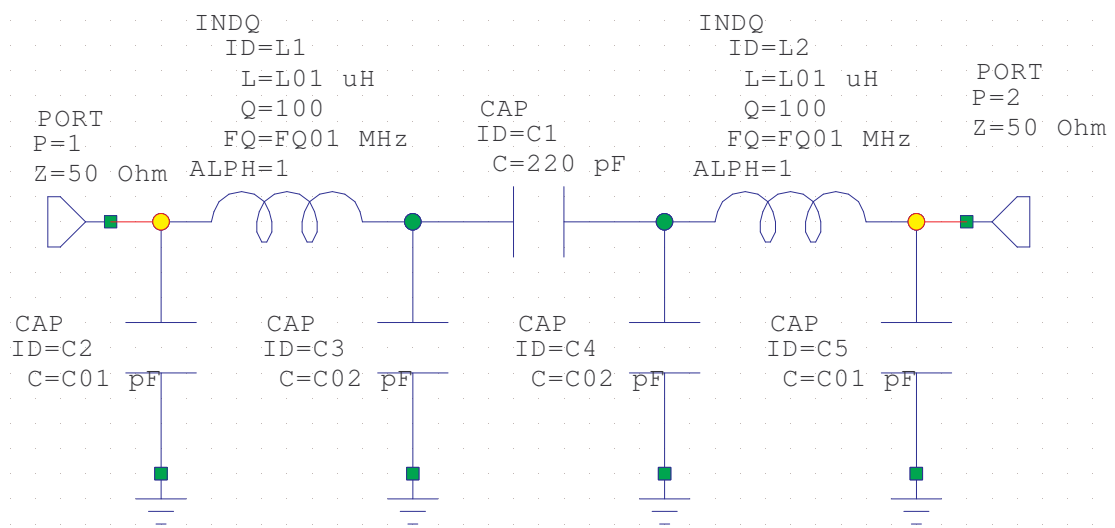 INDQ
ID=L1
L=L01 uH
Q=100
FQ=FQ01 MHz
ALPH=1
INDQ
ID=L2
L=L01 uH
Q=100
FQ=FQ01 MHz
ALPH=1
PORT
P=1
Z=50 Ohm
CAP
ID=C1
C=220 pF
PORT
P=2
Z=50 Ohm
CAP
ID=C2
C=C01 pF
CAP
ID=C3
C=C02 pF
CAP
ID=C4
C=C02 pF
CAP
ID=C5
C=C01 pF